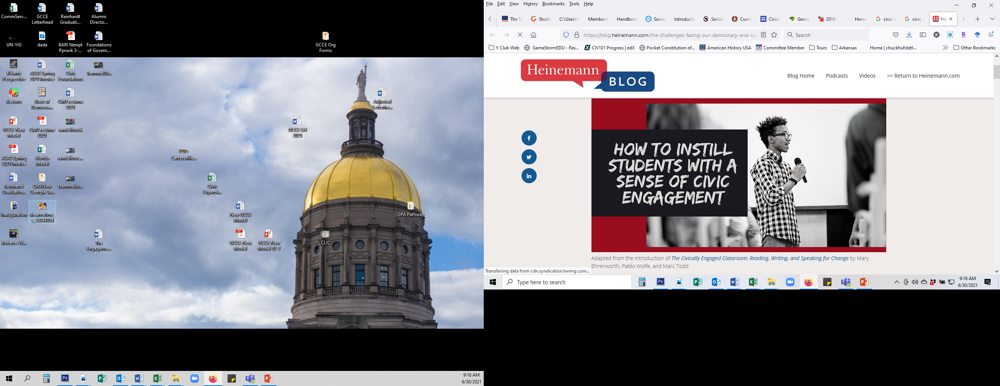 CommServ...
GCCE
Letterhead
Reinhardt
Graduati...
Alumni
Directo...
UN-YIG
dada
BARI Newpt
Pprwrk 3-...
Foundations
of Govern...
GCCE Org
Forms
KHarris
Perspective
ASAS Spring
2021 Invoice
Civic
Foundations
TrammellTr...
Restoro
Root of
Democra...
CMT resume
2021
Adjusted
Letterhe...
GCCE New
Model
CMT resume
2021
randelltruck
GCCE LH
2021
ASAS Spring
2021 Invoice
Florida
Model
randelltruc...
Cartersville...
Reinhardt
Graduatio...
CivXNow
Georgia Ta...
trammelltr...
Civic
Expansi...
Inauguration
dreamstime_
s_55044884
New GCCE
Model
GPA Pathway
Roberts-W...
The
Engageme...
GCCE New
Model
GCCE New
Model 12-2
CLIC
9:16 AM
6/30/2021
File Edit View History Bookmarks Tools Help
The St Stude C:\Users\L Membersh Handbook Social Introducti Social Curric Civics Georg 2019- Home civic s civic s Ho
https://blog.heinemann.com/the-challenges-facing-our-democracy-and-ou
Search
Y Club Web GameStormEDU - Res... CIV101 Progress | edX Pocket Constitution of... American History USA Committee Member Tours Arkansas Home | chuckhufstetl... Other Bookmarks
Heinemann
BLOG
Blog Home Podcasts Videos >> Return to Heinemann.com
HOW TO INSTILL
STUDENTS WITH A
SENSE OF CIVIC
ENGAGEMENT
Adapted from the introduction of The Civically Engaged Classroom: Reading, Writing, and Speaking for Change by Mary
Ehrenworth, Pablo Wolfe, and Marc Todd.
Transferring data from cdn.syndication.twimg.com...
Type here to search
9:16 AM
6/30/2021